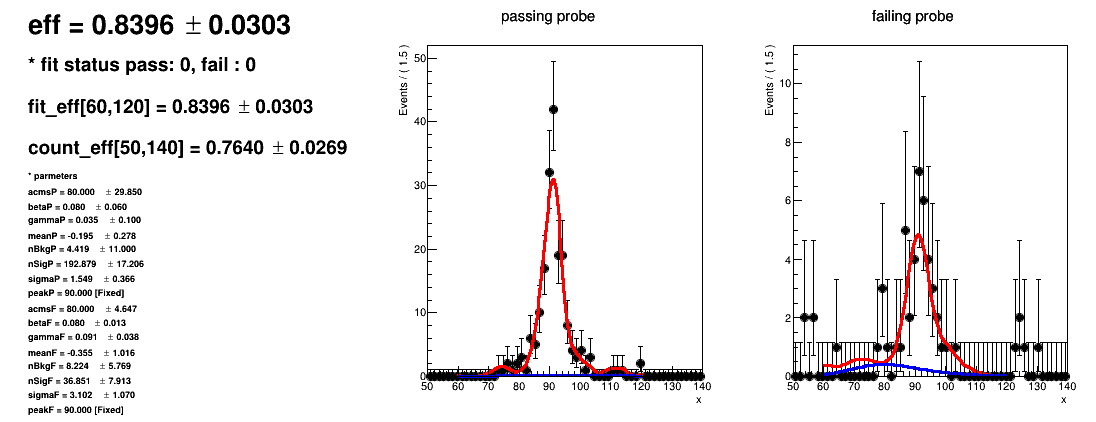 eff = 0.8396 ± 0.0303
* fit status pass: 0, fail : 0
fit_eff[60,120] = 0.8396 ± 0.0303
count_eff[50,140] = 0.7640 ± 0.0269
* parmeters
acmsP = 80.000 ± 29.850
betaP = 0.080 ± 0.060
gammaP = 0.035 ± 0.100
meanP = -0.195 ± 0.278
nBkgP = 4.419 ± 11.000
nSigP = 192.879 ± 17.206
sigmaP = 1.549 ± 0.366
peakP = 90.000 [Fixed]
acmsF = 80.000 ± 4.647
betaF = 0.080 ± 0.013
gammaF = 0.091 ± 0.038
meanF = -0.355 ± 1.016
nBkgF = 8.224 ± 5.769
nSigF = 36.851 ± 7.913
sigmaF = 3.102 ± 1.070
peakF = 90.000 [Fixed]
passing probe
Events / ( 1.5 )
50
40
30
20
10
0
50 60 70 80 90 100 110 120 130 140
x
failing probe
Events / ( 1.5 )
10
8
6
4
2
0
50 60 70 80 90 100 110 120 130 140
x